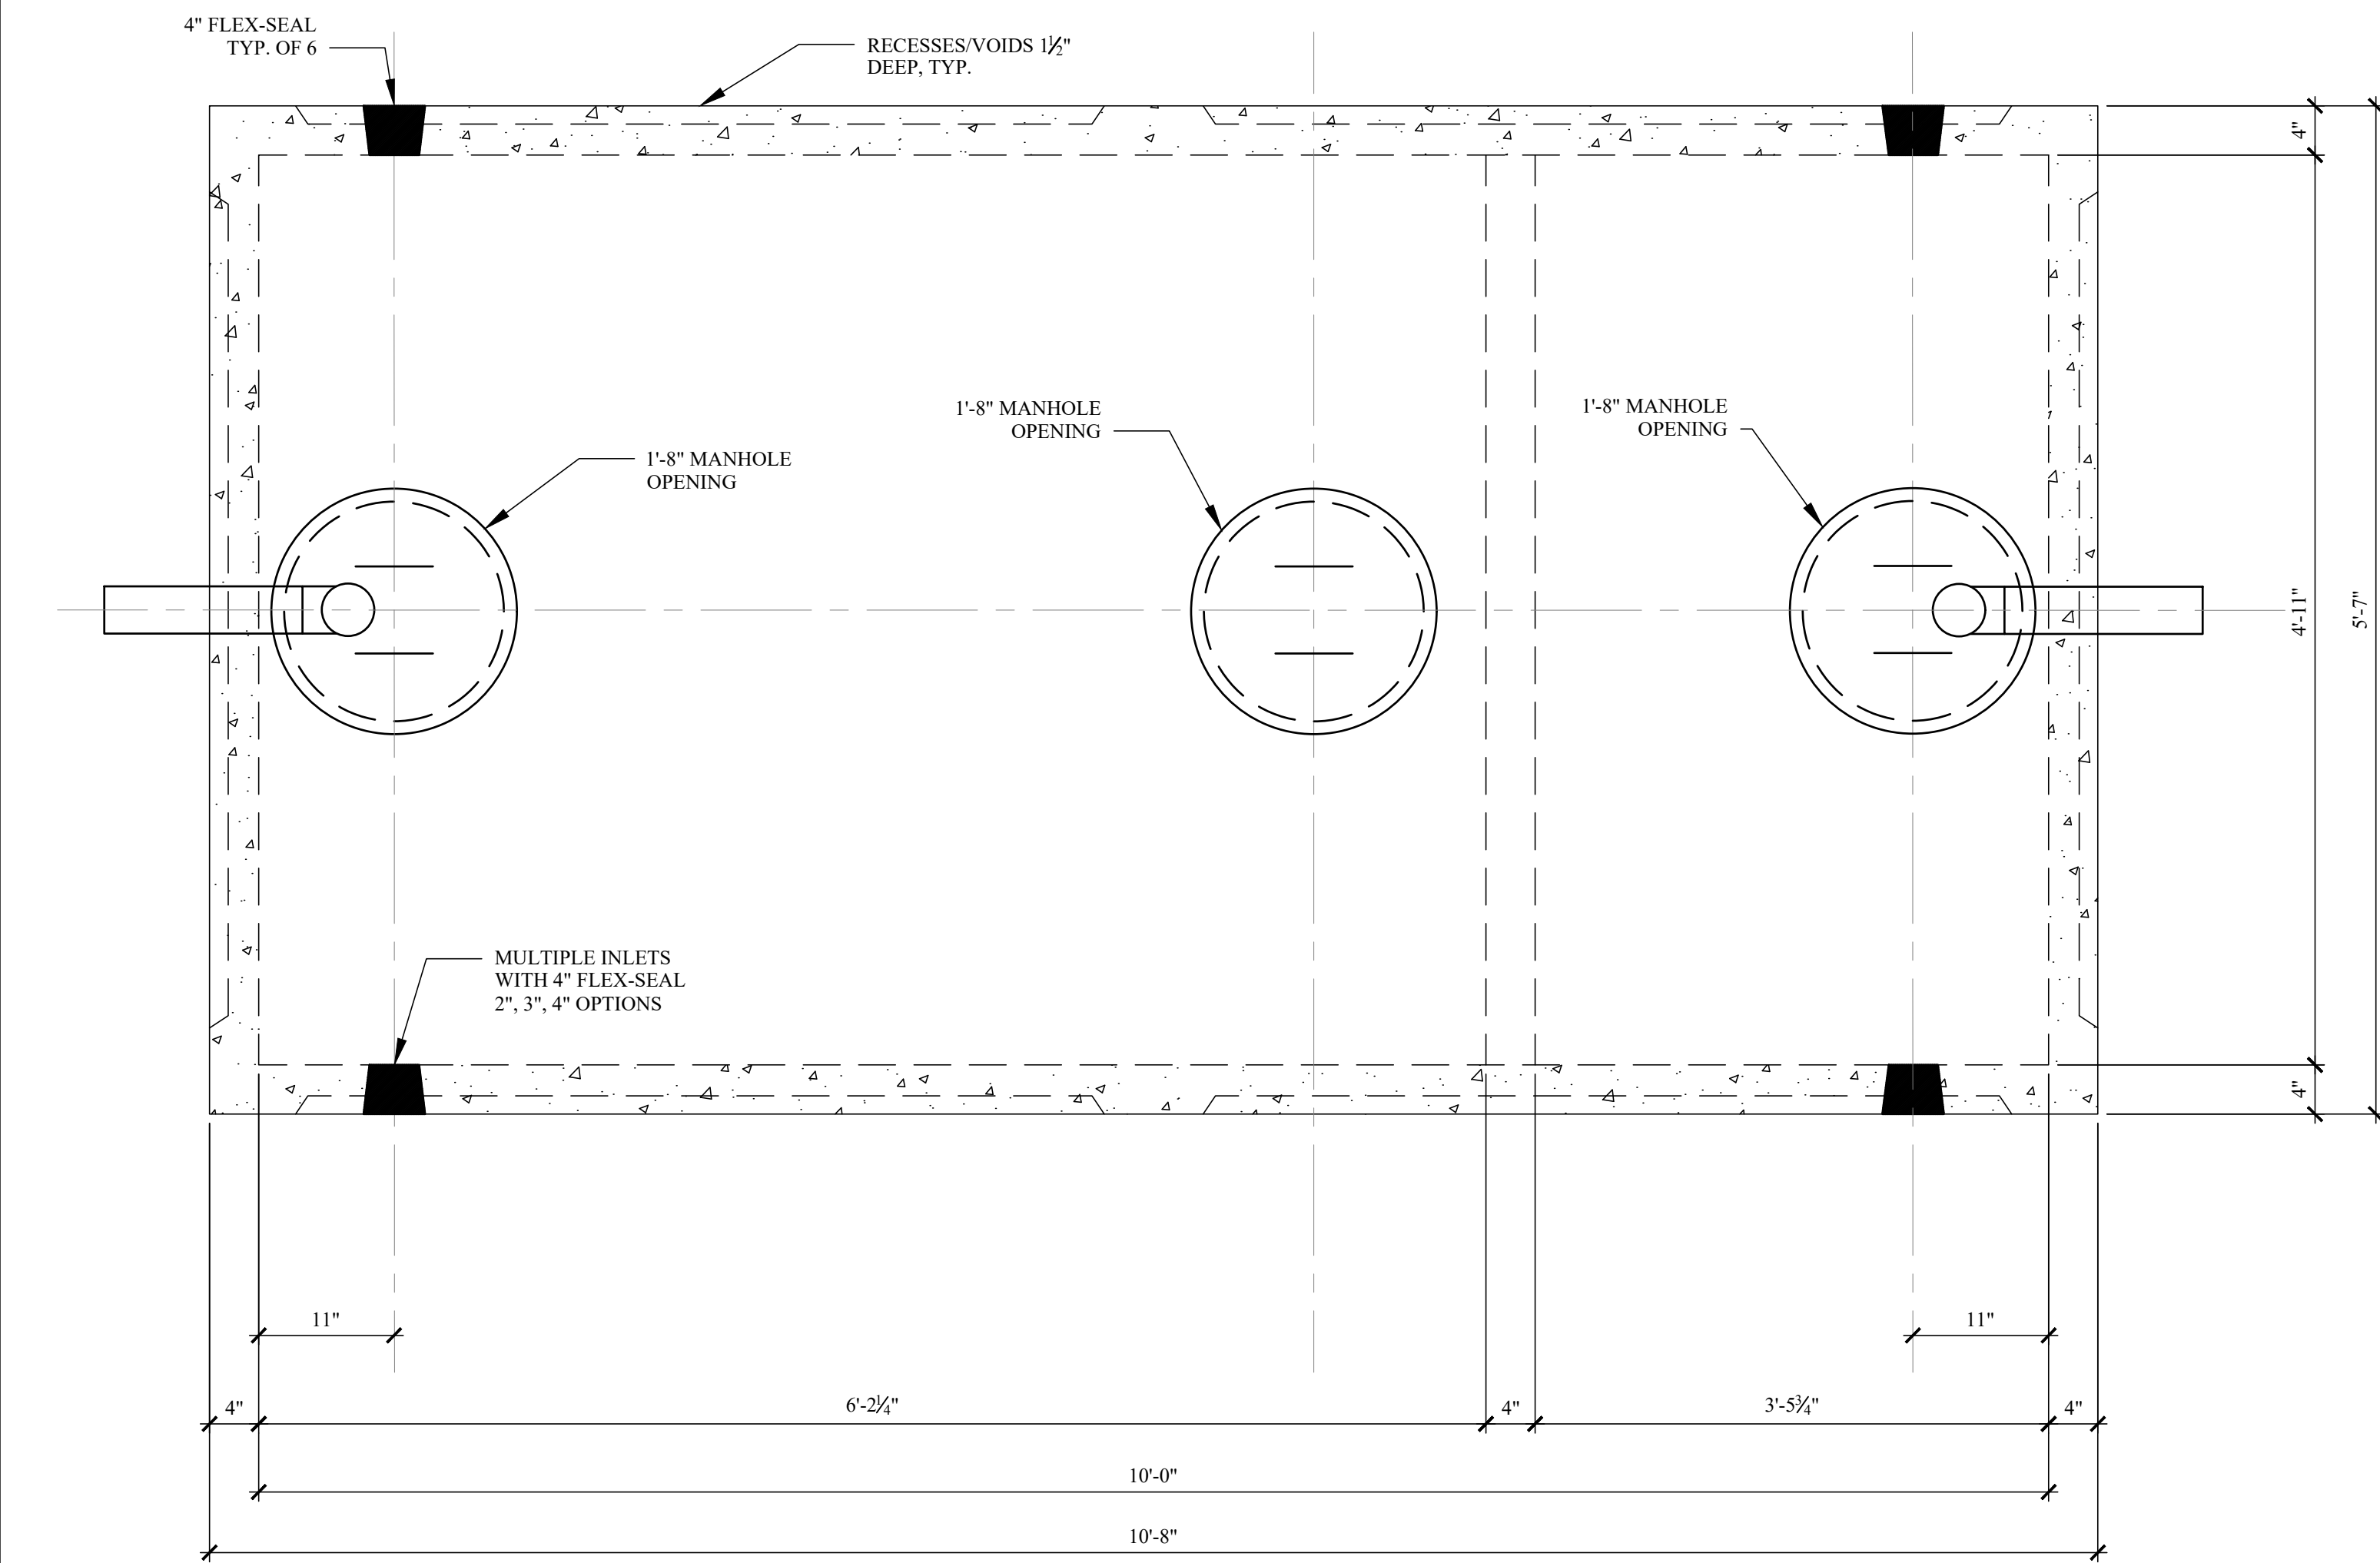 4" FLEX-SEAL
TYP. OF 6
RECESSES/VOIDS 1½"
DEEP, TYP.
4"
1'-8" MANHOLE
OPENING
1'-8" MANHOLE
OPENING
1'-8" MANHOLE
OPENING
4'-11"
5'-7"
MULTIPLE INLETS
WITH 4" FLEX-SEAL
2", 3", 4" OPTIONS
4"
11"
11"
4"
6'-2¼"
4"
3'-5¾"
4"
10'-0"
10'-8"